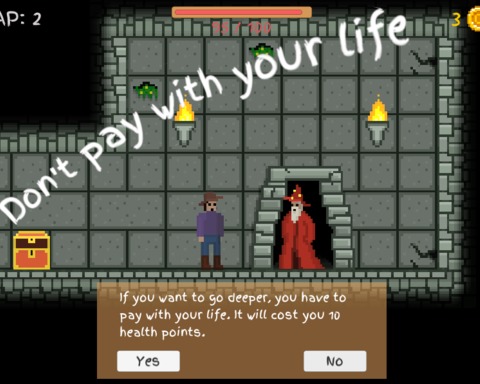 AP: 2
3
Don't pay with your life
If you want to go deeper, you have to
pay with your life. It will cost you 10
health points.
Yes
No